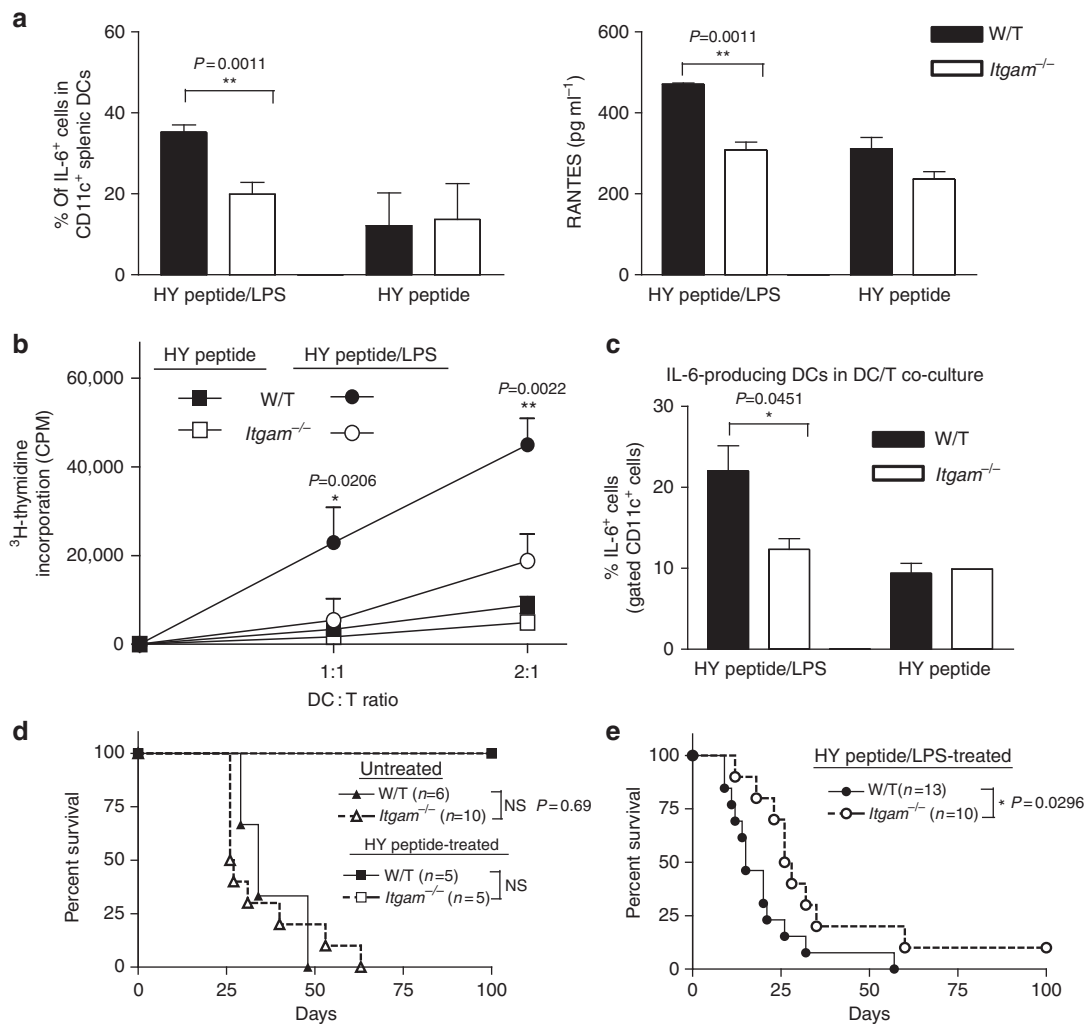 a
60
40
20
0
% Of IL-6⁺ cells in
CD11c⁺ splenic DCs
P=0.0011
**
HY peptide/LPS
HY peptide
600
400
200
0
RANTES (pg ml⁻¹)
P=0.0011
**
HY peptide/LPS
HY peptide
W/T
Itgam⁻/⁻
b
60,000
40,000
20,000
0
³H-thymidine
incorporation (CPM)
HY peptide
HY peptide/LPS
W/T
Itgam⁻/⁻
P=0.0206
*
P=0.0022
**
1:1
2:1
DC : T ratio
c
IL-6-producing DCs in DC/T co-culture
30
20
10
0
% IL-6⁺ cells
(gated CD11c⁺ cells)
P=0.0451
*
W/T
Itgam⁻/⁻
HY peptide/LPS
HY peptide
d
100
75
50
25
0
Percent survival
Untreated
W/T (n=6)
Itgam⁻/⁻ (n=10)
NS
P=0.69
HY peptide-treated
W/T (n=5)
Itgam⁻/⁻ (n=5)
NS
0
25
50
75
100
Days
e
100
75
50
25
0
Percent survival
HY peptide/LPS-treated
W/T(n=13)
Itgam⁻/⁻ (n=10)
* P=0.0296
0
25
50
75
100
Days